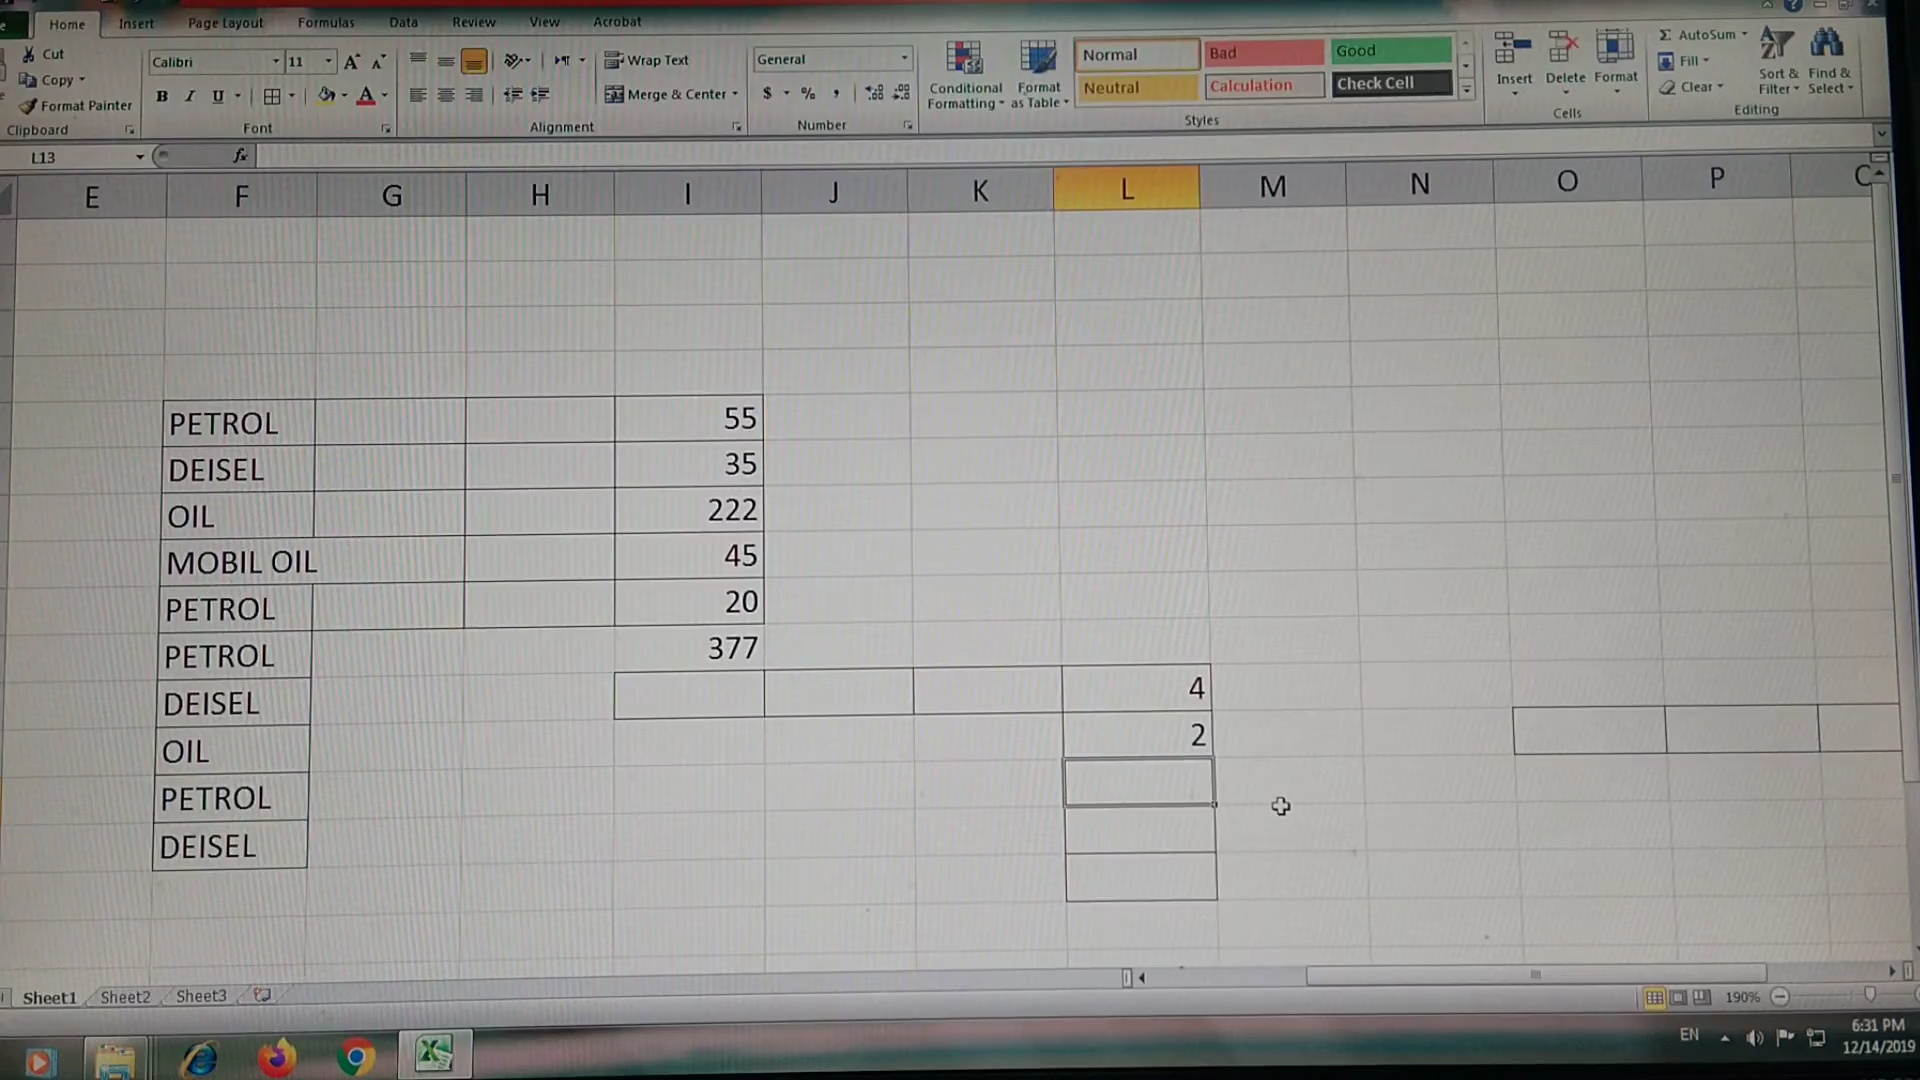 Home Insert Page Layout Formulas Data Review View Acrobat
Cut
Copy
Format Painter
Clipboard
Calibri 11 A A
B I U A
Font
Wrap Text
Merge & Center
Alignment
General
$ % ,
Number
Conditional Formatting
Format as Table
Normal Bad Good
Neutral Calculation Check Cell
Styles
Insert Delete Format
Cells
Σ AutoSum
Fill
Clear
Sort & Filter
Find & Select
Editing
L13 fx
E F G H I J K L M N O P
PETROL 55
DEISEL 35
OIL 222
MOBIL OIL 45
PETROL 20
PETROL 377
DEISEL 4
OIL 2
PETROL
DEISEL
Sheet1 Sheet2 Sheet3
190%
EN
6:31 PM
12/14/2019